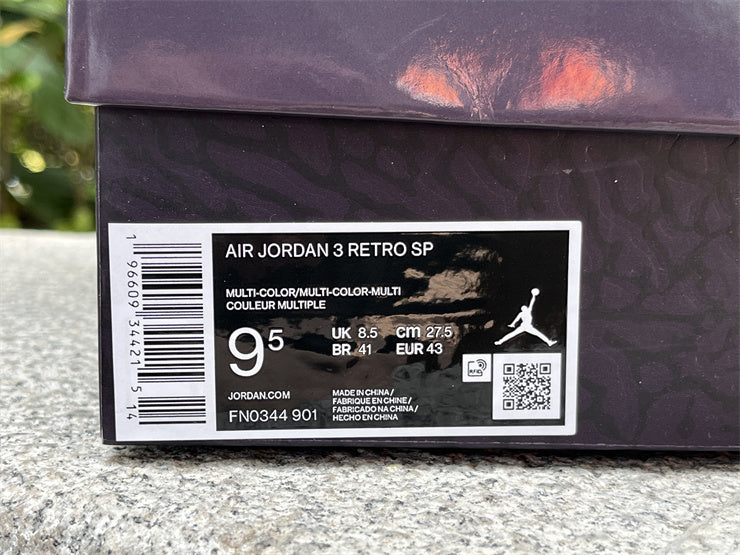 AIR JORDAN 3 RETRO SP
MULTI-COLOR/MULTI-COLOR-MULTI
COULEUR MULTIPLE
9⁵
UK 8.5 cm 27.5
BR 41 EUR 43
RFID
JORDAN.COM
FN0344 901
MADE IN CHINA /
FABRIQUE EN CHINE /
FABRICADO NA CHINA /
HECHO EN CHINA
1 96609 34421 5 14